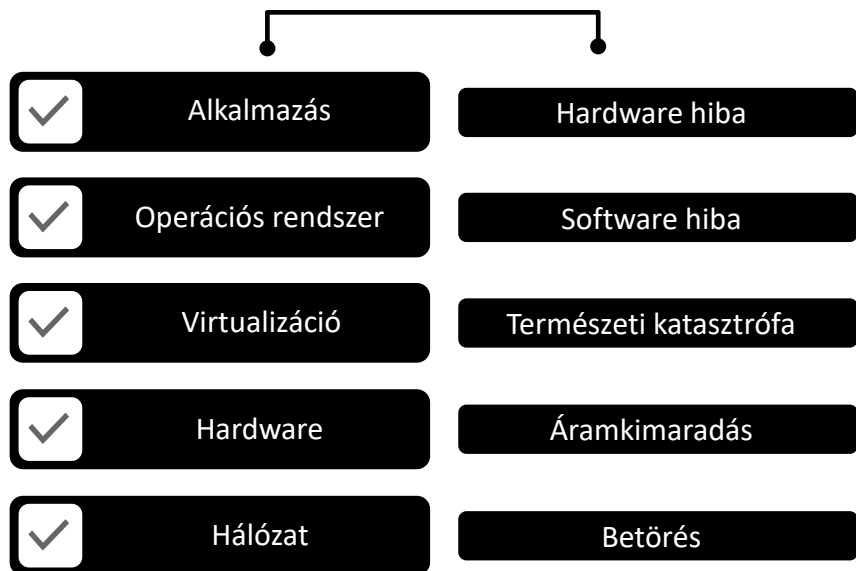 Alkalmazás
Hardware hiba
Operációs rendszer
Software hiba
Virtualizáció
Természeti katasztrófa
Hardware
Áramkimaradás
Hálózat
Betörés